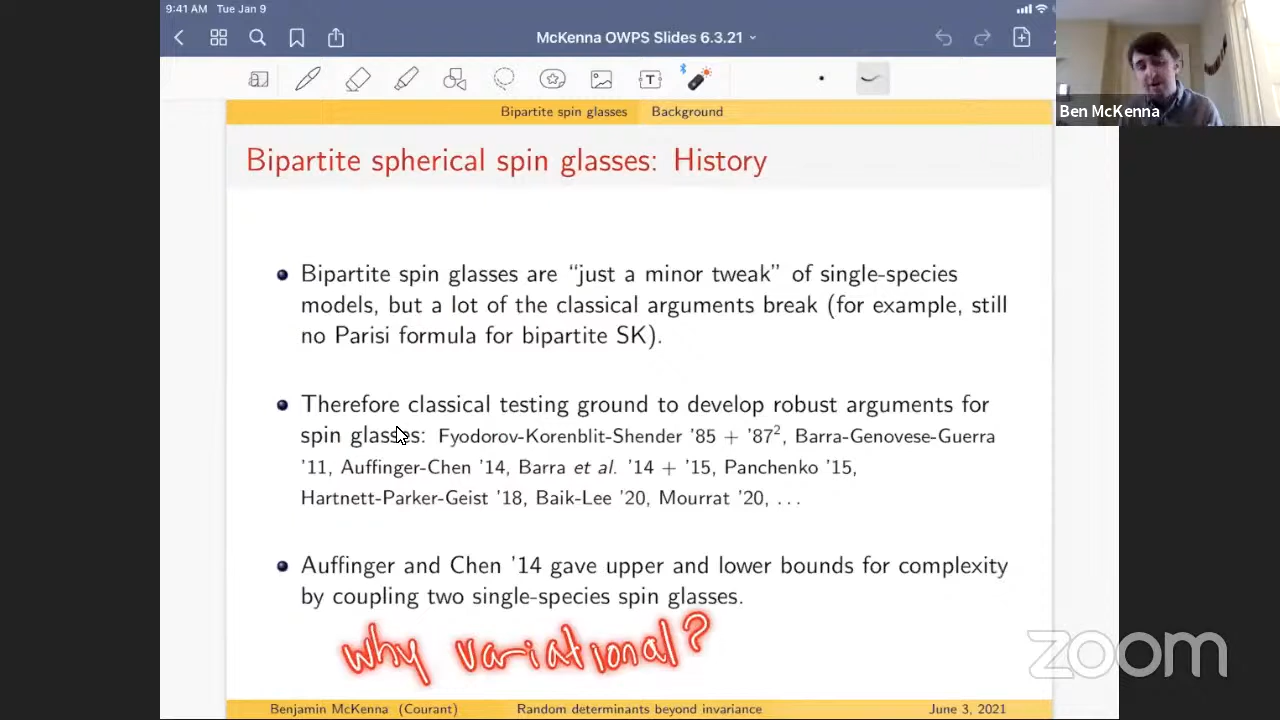 9:41 AM Tue Jan 9
McKenna OWPS Slides 6.3.21
T
Ben McKenna
Bipartite spin glasses Background
Bipartite spherical spin glasses: History
Bipartite spin glasses are “just a minor tweak” of single-species
models, but a lot of the classical arguments break (for example, still
no Parisi formula for bipartite SK).
Therefore classical testing ground to develop robust arguments for
spin glasses: Fyodorov-Korenblit-Shender '85 + '87², Barra-Genovese-Guerra
'11, Auffinger-Chen '14, Barra et al. '14 + '15, Panchenko '15,
Hartnett-Parker-Geist '18, Baik-Lee '20, Mourrat '20, ...
Auffinger and Chen '14 gave upper and lower bounds for complexity
by coupling two single-species spin glasses.
why variational?
zoom
Benjamin McKenna (Courant) Random determinants beyond invariance June 3, 2021